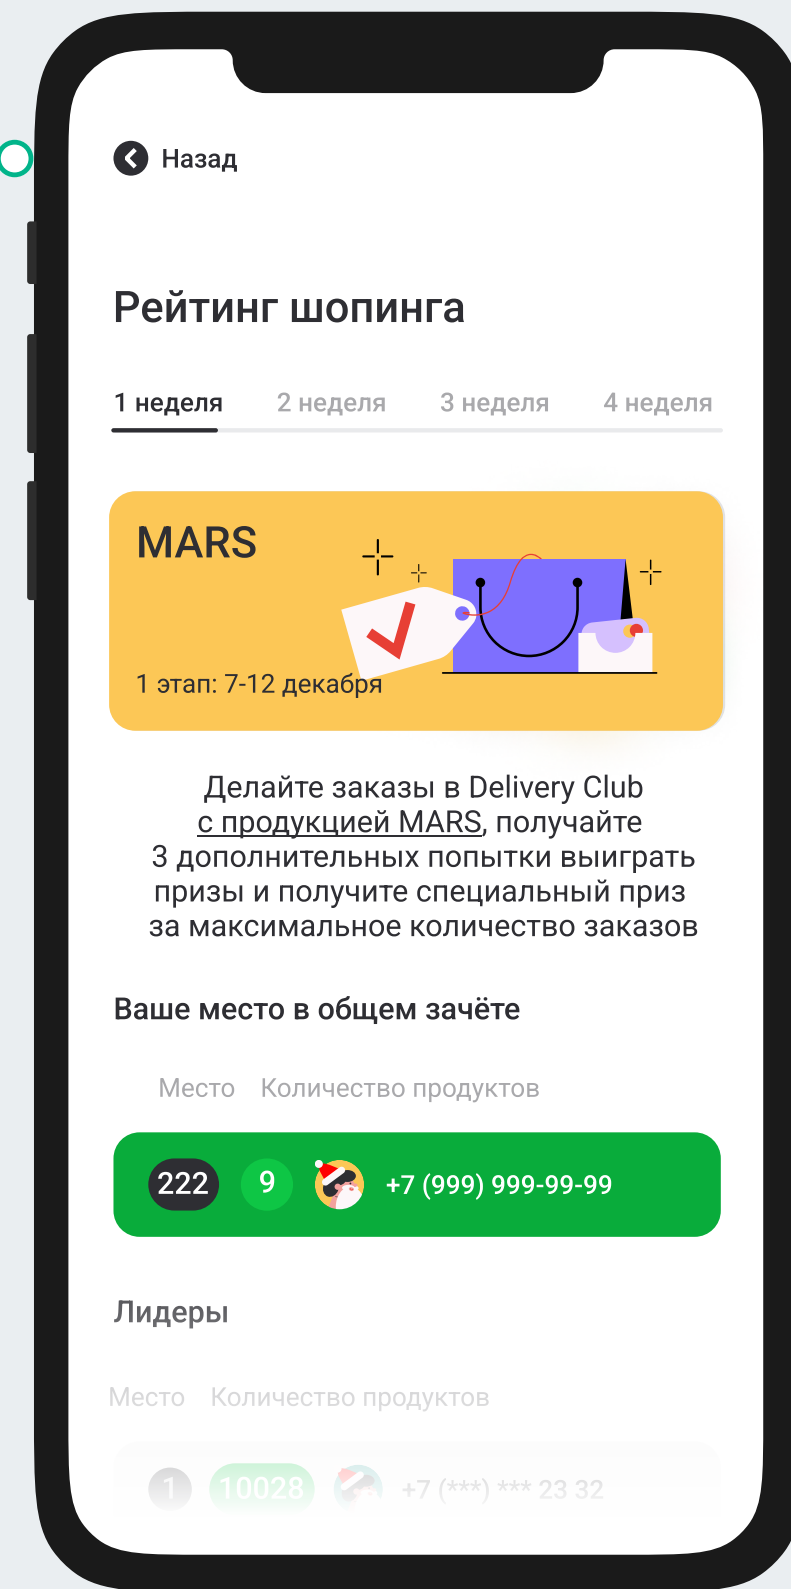 Назад
Рейтинг шопинга
1 неделя 2 неделя 3 неделя 4 неделя
MARS
1 этап: 7-12 декабря
Делайте заказы в Delivery Club
с продукцией MARS, получайте
3 дополнительных попытки выиграть
призы и получите специальный приз
за максимальное количество заказов
Ваше место в общем зачёте
Место Количество продуктов
222 9 +7 (999) 999-99-99
Лидеры
Место Количество продуктов
1 10028 +7 (***) *** 23 32